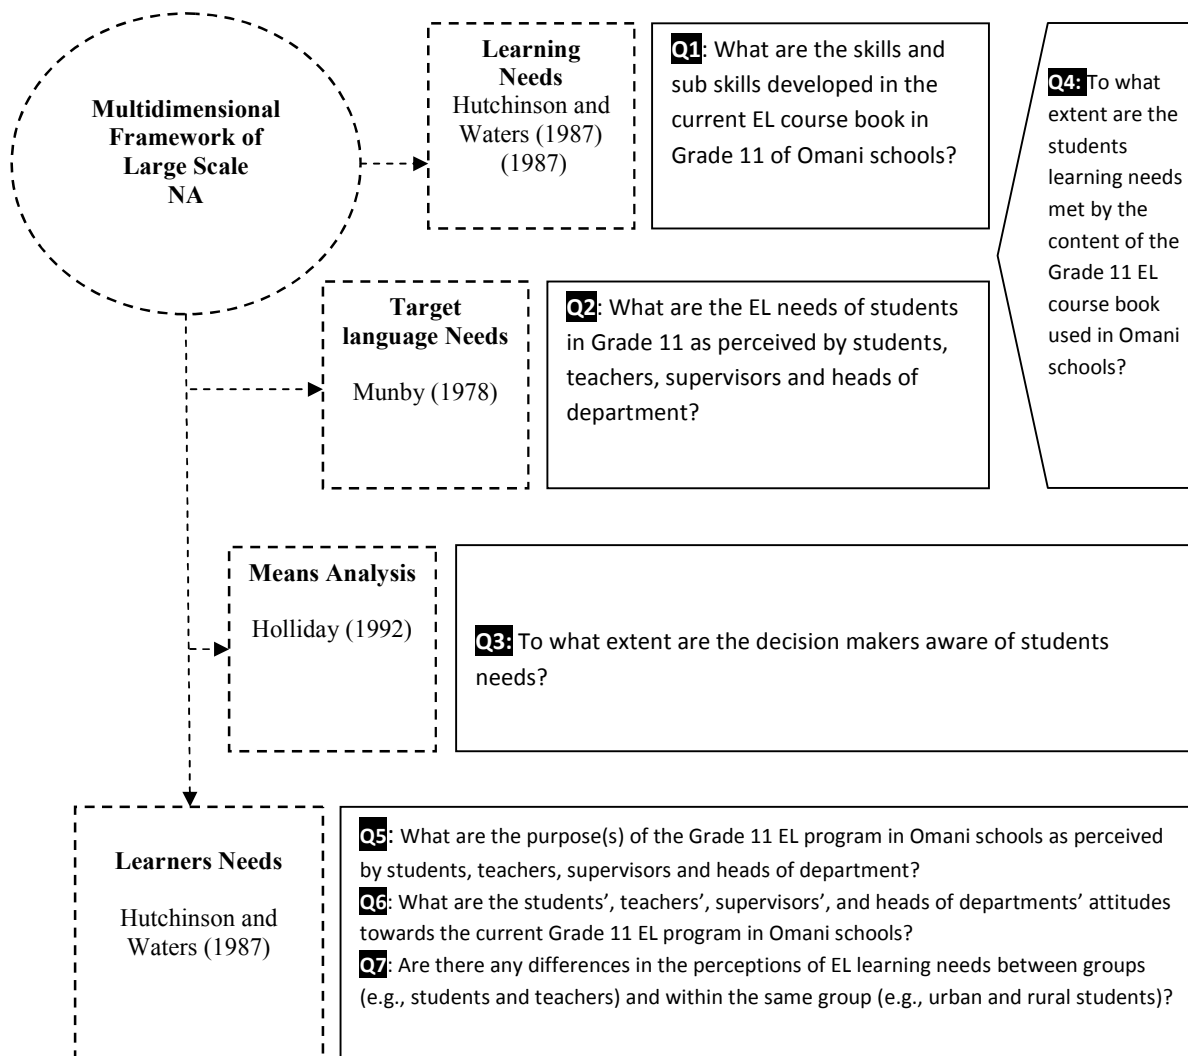 Multidimensional
Framework of
Large Scale
NA
Learning
Needs
Hutchinson and
Waters (1987)
(1987)
Q1: What are the skills and
sub skills developed in the
current EL course book in
Grade 11 of Omani schools?
Q4: To what
extent are the
students
learning needs
met by the
content of the
Grade 11 EL
course book
used in Omani
schools?
Target
language Needs
Munby (1978)
Q2: What are the EL needs of students
in Grade 11 as perceived by students,
teachers, supervisors and heads of
department?
Means Analysis
Holliday (1992)
Q3: To what extent are the decision makers aware of students
needs?
Learners Needs
Hutchinson and
Waters (1987)
Q5: What are the purpose(s) of the Grade 11 EL program in Omani schools as perceived
by students, teachers, supervisors and heads of department?
Q6: What are the students’, teachers’, supervisors’, and heads of departments’ attitudes
towards the current Grade 11 EL program in Omani schools?
Q7: Are there any differences in the perceptions of EL learning needs between groups
(e.g., students and teachers) and within the same group (e.g., urban and rural students)?